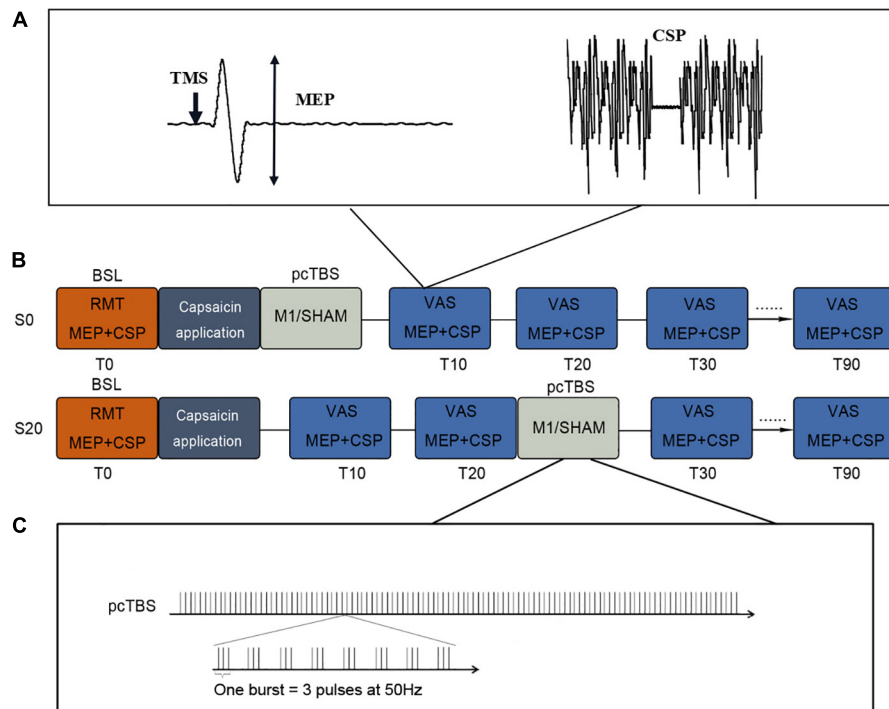 A
TMS
MEP
CSP
B
BSL
pcTBS
S0
RMT
MEP+CSP
Capsaicin
application
M1/SHAM
VAS
MEP+CSP
VAS
MEP+CSP
VAS
MEP+CSP
......
VAS
MEP+CSP
T0
T10
T20
T30
T90
BSL
pcTBS
S20
RMT
MEP+CSP
Capsaicin
application
VAS
MEP+CSP
VAS
MEP+CSP
M1/SHAM
VAS
MEP+CSP
......
VAS
MEP+CSP
T0
T10
T20
T30
T90
C
pcTBS
One burst = 3 pulses at 50Hz